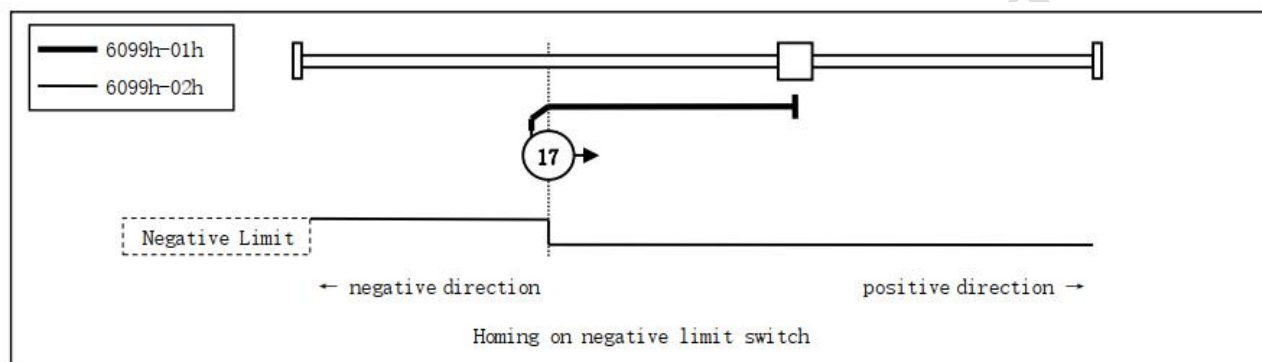 6099h-01h
6099h-02h
17
Negative Limit
← negative direction
positive direction →
Homing on negative limit switch